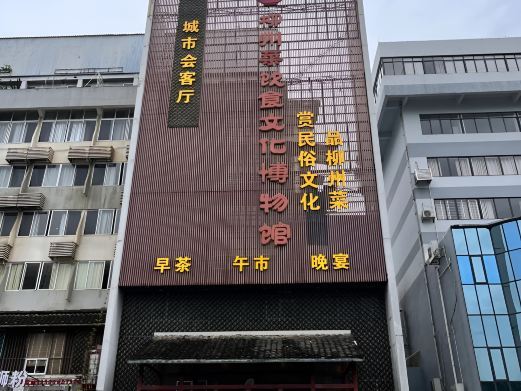 城市会客厅
柳州菜饮食文化博物馆
品柳州菜
赏民俗文化
早茶 午市 晚宴